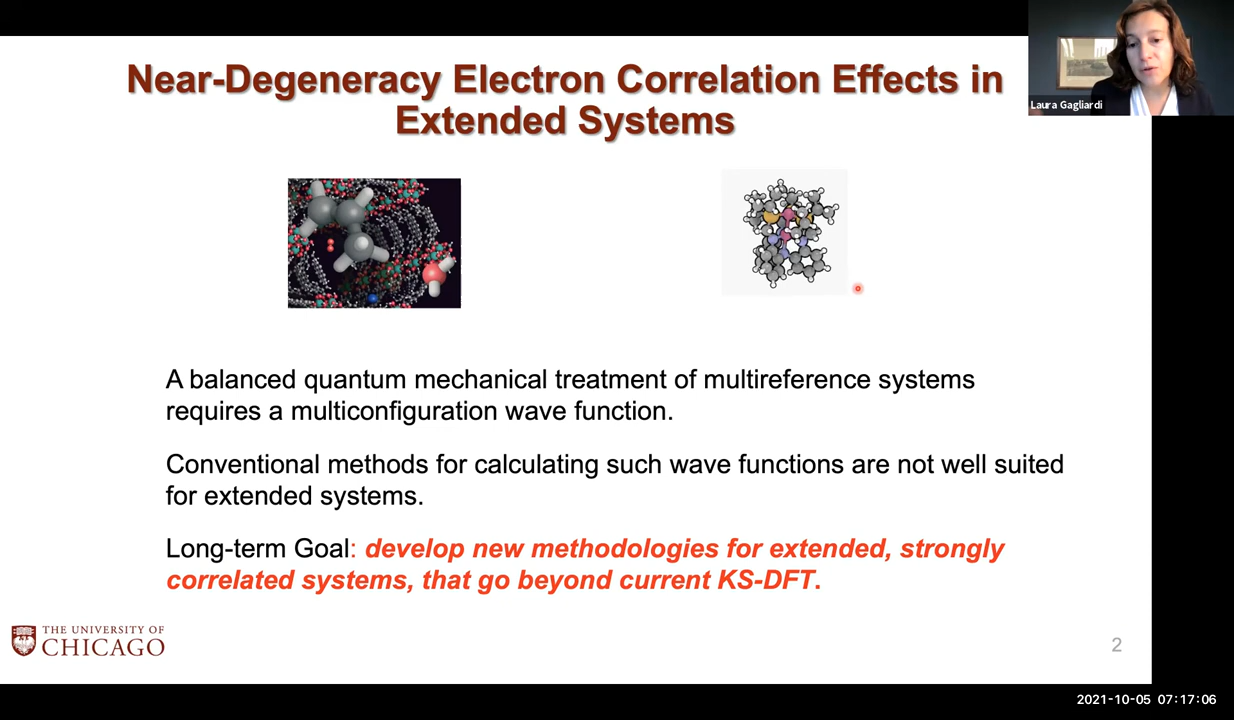 Near-Degeneracy Electron Correlation Effects in
Extended Systems
Laura Gagliardi
A balanced quantum mechanical treatment of multireference systems
requires a multiconfiguration wave function.
Conventional methods for calculating such wave functions are not well suited
for extended systems.
Long-term Goal: develop new methodologies for extended, strongly
correlated systems, that go beyond current KS-DFT.
THE UNIVERSITY OF
CHICAGO
2
2021-10-05 07:17:06